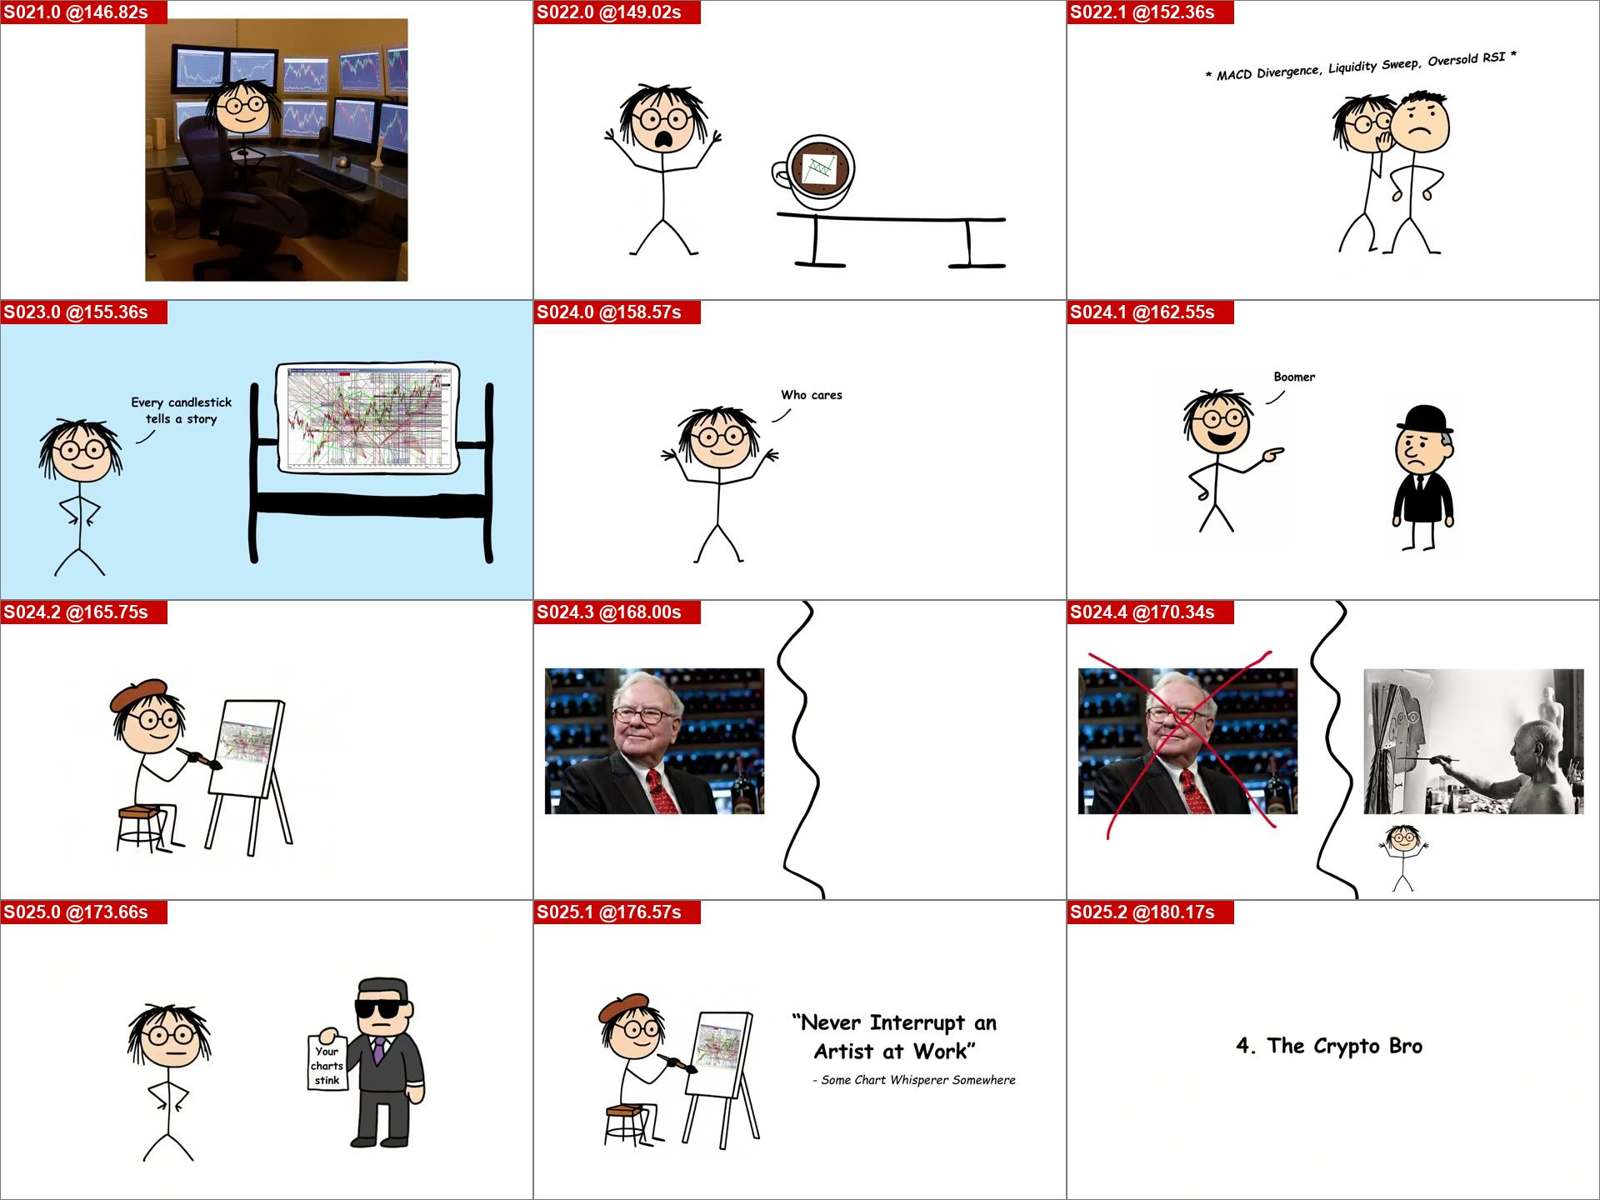 S021.0 @146.82s
S022.0 @149.02s
S022.1 @152.36s
* MACD Divergence, Liquidity Sweep, Oversold RSI *
S023.0 @155.36s
Every candlestick
tells a story
S024.0 @158.57s
Who cares
S024.1 @162.55s
Boomer
S024.2 @165.75s
S024.3 @168.00s
S024.4 @170.34s
S025.0 @173.66s
Your
charts
stink
S025.1 @176.57s
“Never Interrupt an
Artist at Work”
- Some Chart Whisperer Somewhere
S025.2 @180.17s
4. The Crypto Bro